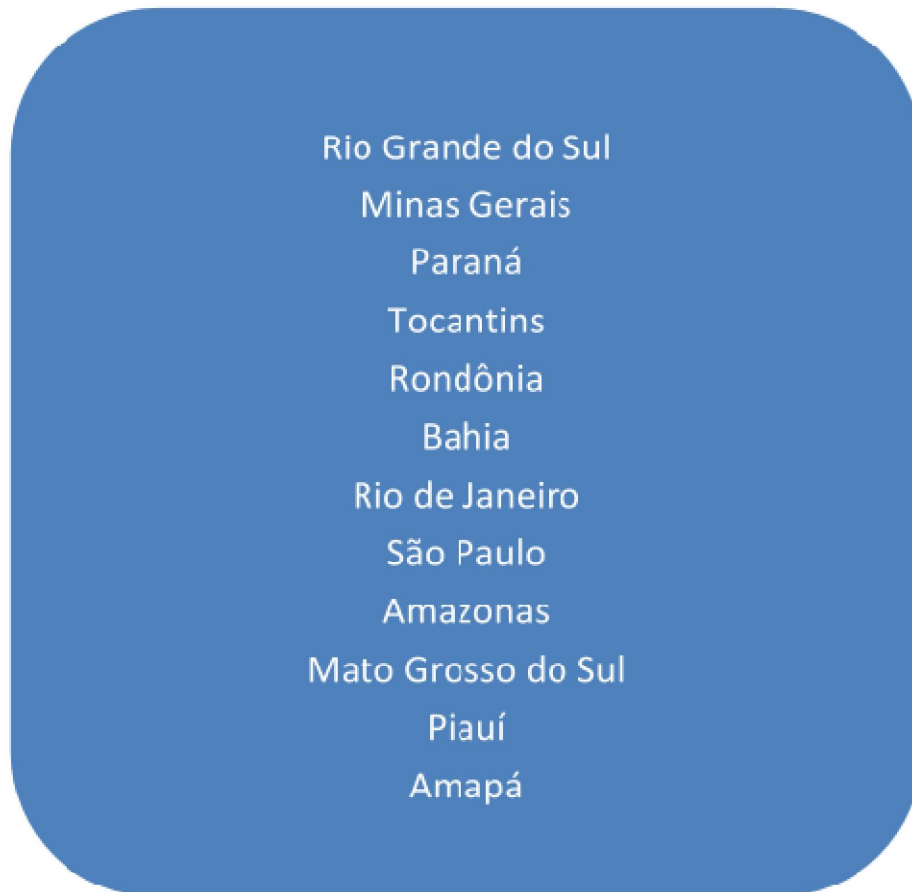 Rio Grande do Sul
Minas Gerais
Paraná
Tocantins
Rondônia
Bahia
Rio de Janeiro
São Paulo
Amazonas
Mato Grosso do Sul
Piauí
Amapá